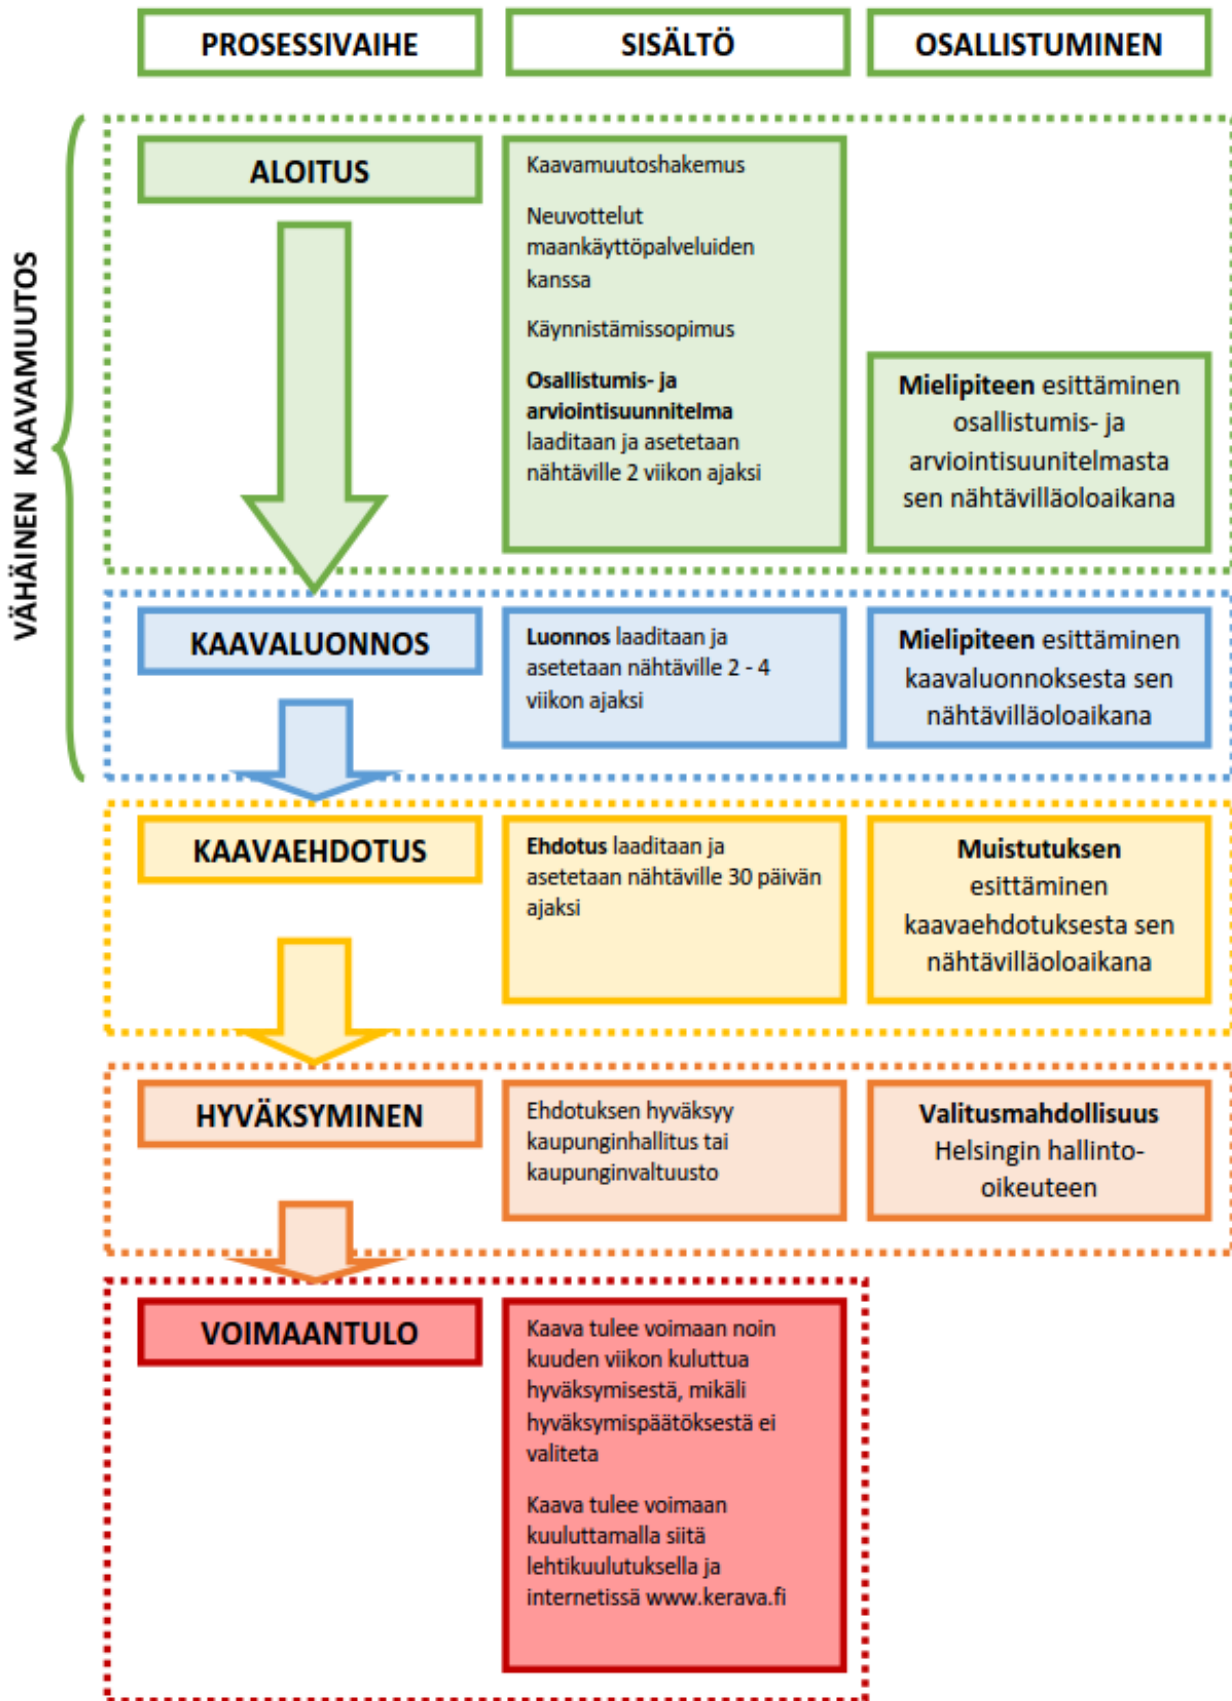 PROSESSIVAIHE
SISÄLTÖ
OSALLISTUMINEN
VÄHÄINEN KAAVAMUUTOS
ALOITUS
Kaavamuutoshakemus
Neuvottelut
maankäyttöpalveluiden
kanssa
Käynnistämissopimus
Osallistumis- ja
arviointisuunnitelma
laaditaan ja asetetaan
nähtäville 2 viikon ajaksi
Mielipiteen esittäminen
osallistumis- ja
arviointisuunitelmasta
sen nähtävilläoloaikana
KAAVALUONNOS
Luonnos laaditaan ja
asetetaan nähtäville 2 - 4
viikon ajaksi
Mielipiteen esittäminen
kaavaluonnoksesta sen
nähtävilläoloaikana
KAAVAEHDOTUS
Ehdotus laaditaan ja
asetetaan nähtäville 30 päivän
ajaksi
Muistutuksen
esittäminen
kaavaehdotuksesta sen
nähtävilläoloaikana
HYVÄKSYMINEN
Ehdotuksen hyväksyy
kaupunginhallitus tai
kaupunginvaltuusto
Valitusmahdollisuus
Helsingin hallinto-
oikeuteen
VOIMAANTULO
Kaava tulee voimaan noin
kuuden viikon kuluttua
hyväksymisestä, mikäli
hyväksymispäätöksestä ei
valiteta
Kaava tulee voimaan
kuuluttamalla siitä
lehtikuulutuksella ja
internetissä www.kerava.fi